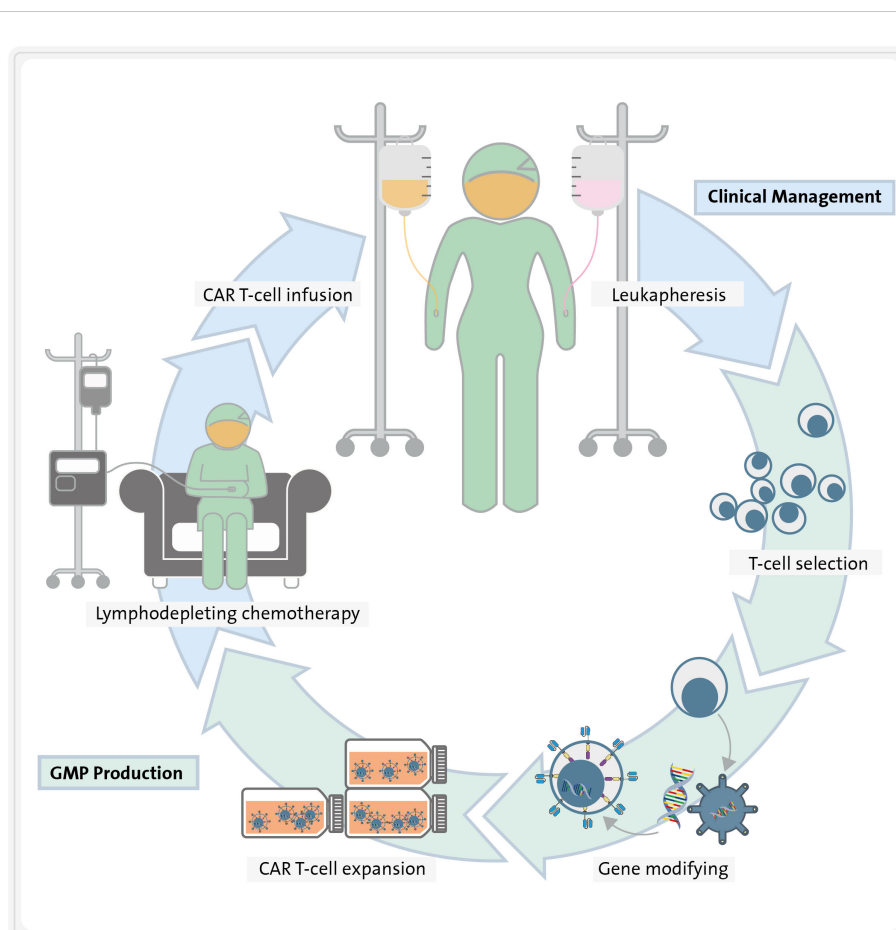 Clinical Management
CAR T-cell infusion
Leukapheresis
T-cell selection
Lymphodepleting chemotherapy
GMP Production
CAR T-cell expansion
Gene modifying